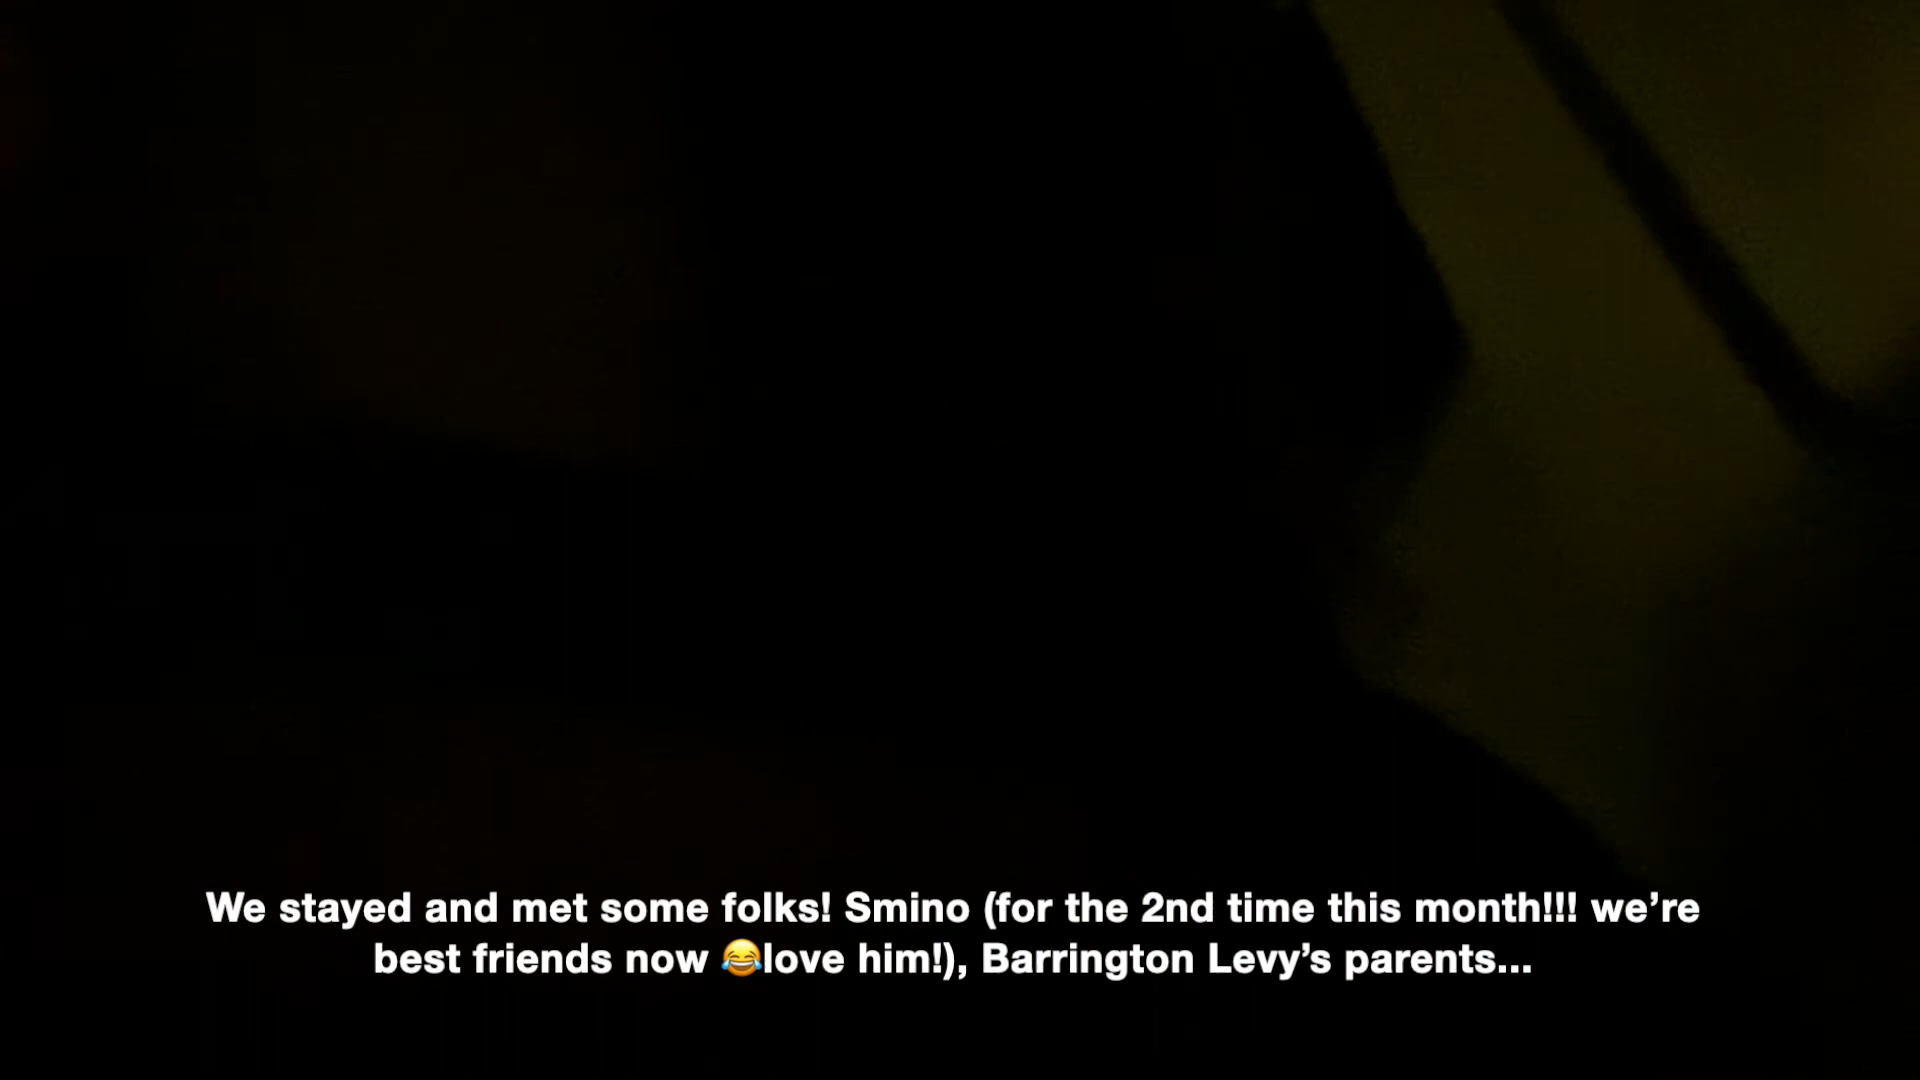 We stayed and met some folks! Smino (for the 2nd time this month!!! we’re
best friends now 😂love him!), Barrington Levy’s parents...